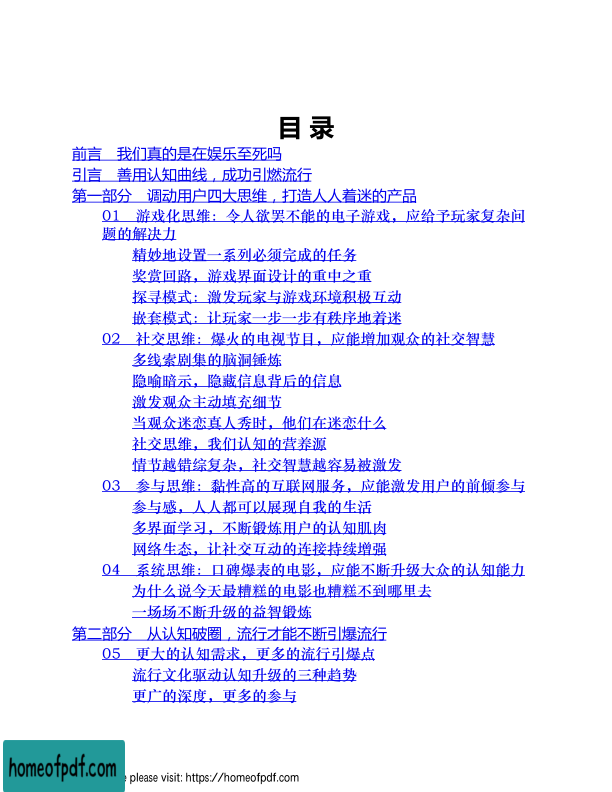 目 录
前言　我们真的是在娱乐至死吗
引言　善用认知曲线，成功引燃流行
第一部分　调动用户四大思维，打造人人着迷的产品
01　游戏化思维：令人欲罢不能的电子游戏，应给予玩家复杂问
题的解决力
精妙地设置一系列必须完成的任务
奖赏回路，游戏界面设计的重中之重
探寻模式：激发玩家与游戏环境积极互动
嵌套模式：让玩家一步一步有秩序地着迷
02　社交思维：爆火的电视节目，应能增加观众的社交智慧
多线索剧集的脑洞锤炼
隐喻暗示，隐藏信息背后的信息
激发观众主动填充细节
当观众迷恋真人秀时，他们在迷恋什么
社交思维，我们认知的营养源
情节越错综复杂，社交智慧越容易被激发
03　参与思维：黏性高的互联网服务，应能激发用户的前倾参与
参与感，人人都可以展现自我的生活
多界面学习，不断锻炼用户的认知肌肉
网络生态，让社交互动的连接持续增强
04　系统思维：口碑爆表的电影，应能不断升级大众的认知能力
为什么说今天最糟糕的电影也糟糕不到哪里去
一场场不断升级的益智锻炼
第二部分　从认知破圈，流行才能不断引爆流行
05　更大的认知需求，更多的流行引爆点
流行文化驱动认知升级的三种趋势
更广的深度，更多的参与
homeofpdf.com
please visit: https://homeofpdf.com